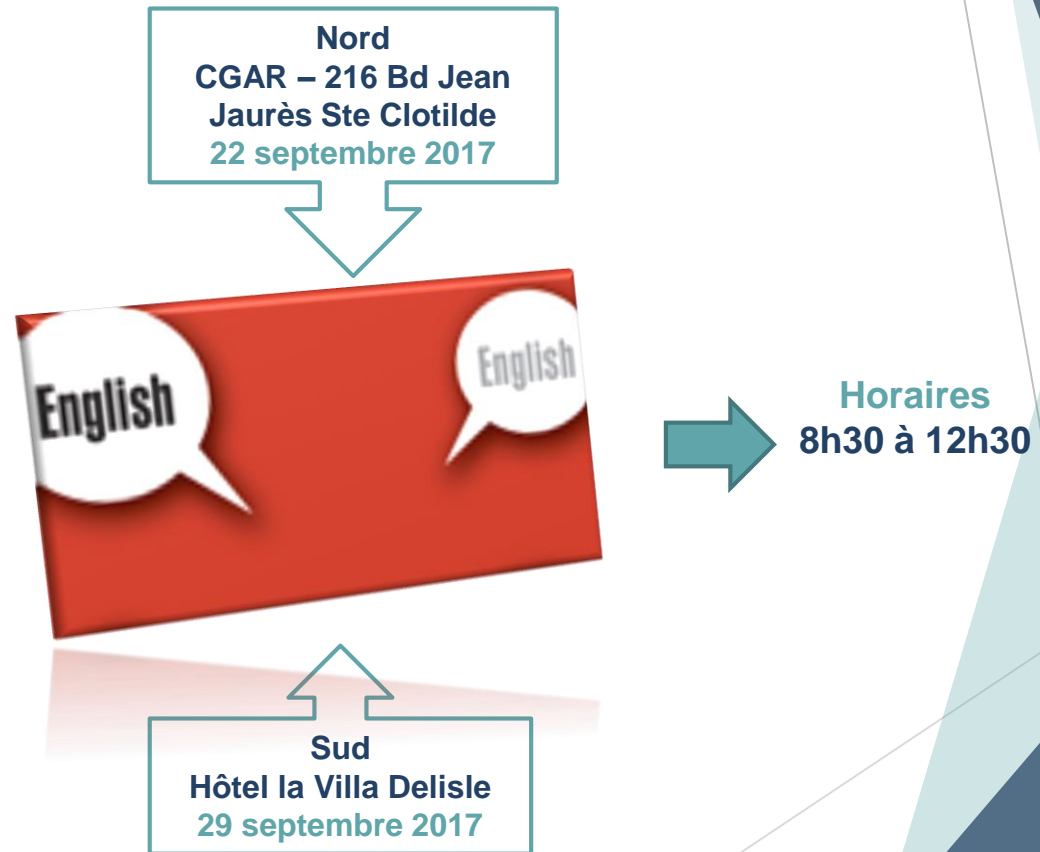 Nord
CGAR – 216 Bd Jean
Jaurès Ste Clotilde
22 septembre 2017
English
English
Horaires
8h30 à 12h30
Sud
Hôtel la Villa Delisle
29 septembre 2017